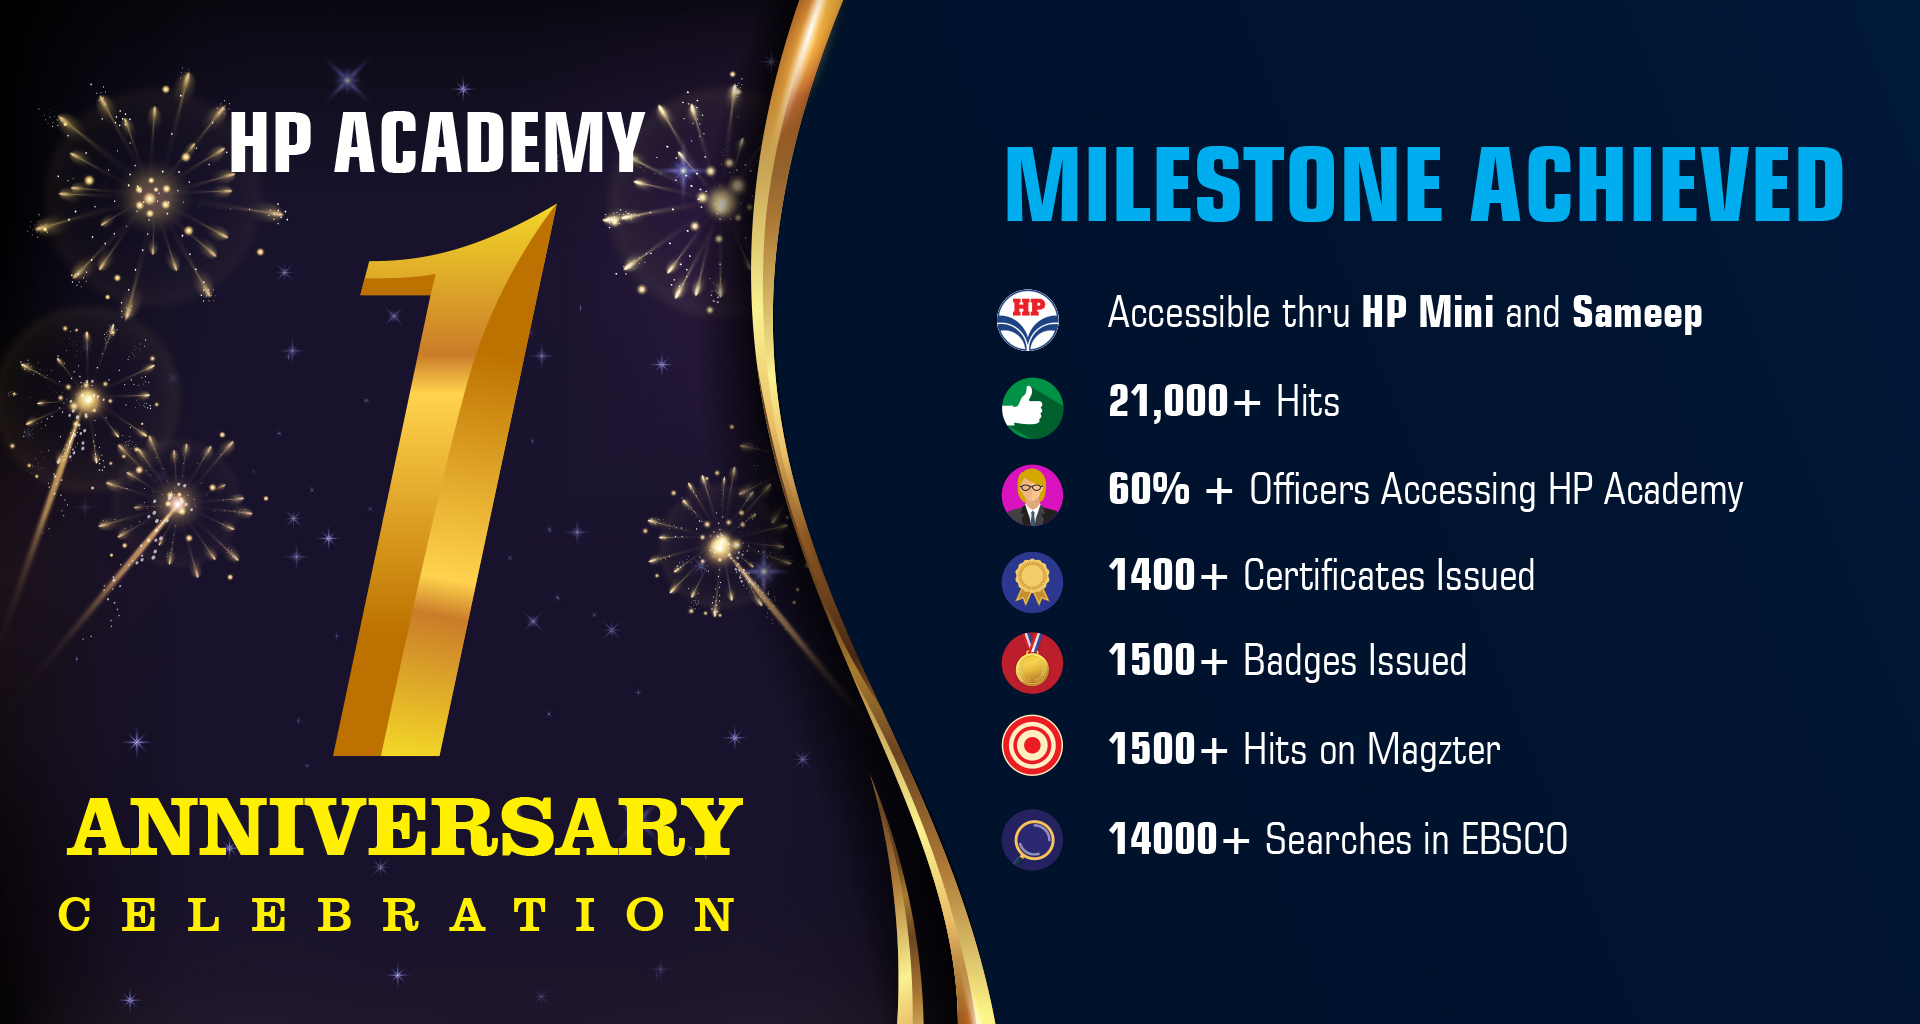 HP ACADEMY
1
ANNIVERSARY
CELEBRATION
MILESTONE ACHIEVED
HP
Accessible thru HP Mini and Sameep
21,000+ Hits
60% + Officers Accessing HP Academy
1400+ Certificates Issued
1500+ Badges Issued
1500+ Hits on Magzter
14000+ Searches in EBSCO